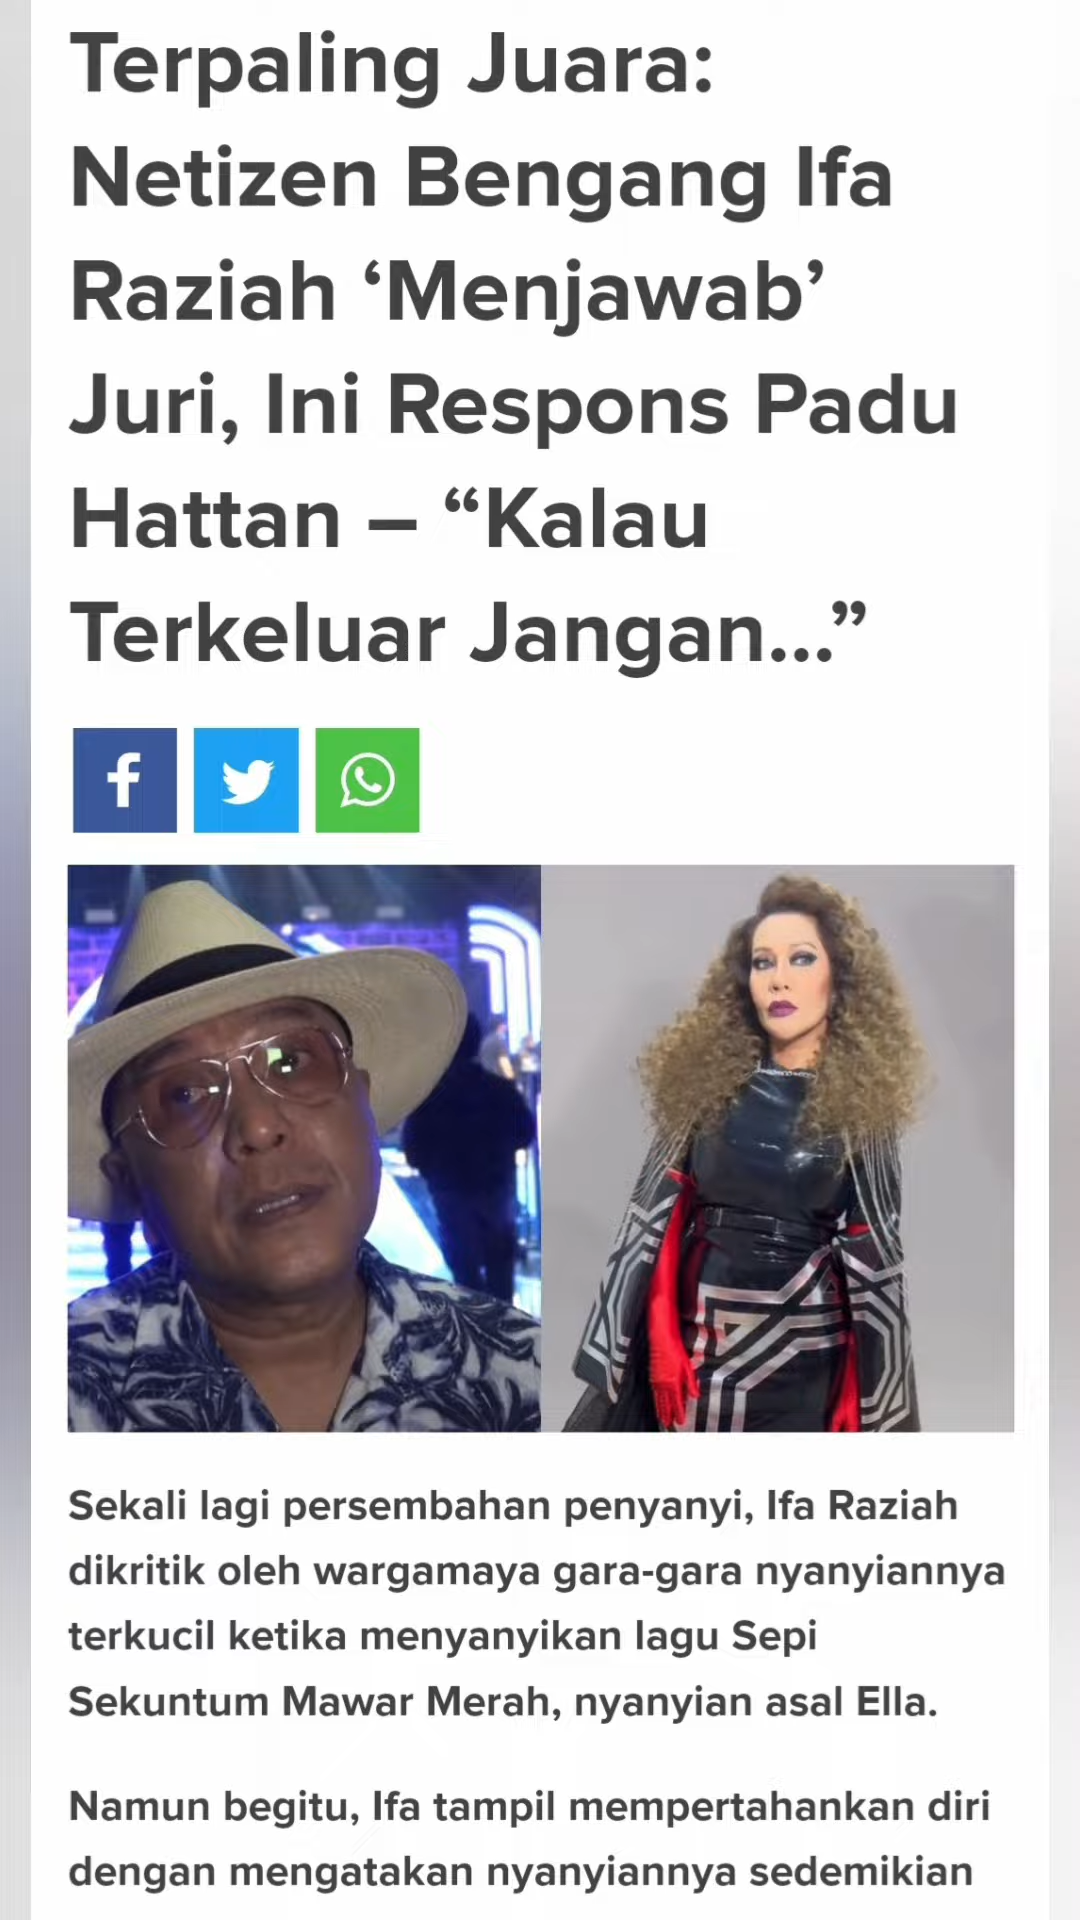 Terpaling Juara:
Netizen Bengang Ifa
Raziah ‘Menjawab’
Juri, Ini Respons Padu
Hattan – “Kalau
Terkeluar Jangan...”
Sekali lagi persembahan penyanyi, Ifa Raziah
dikritik oleh wargamaya gara-gara nyanyiannya
terkucil ketika menyanyikan lagu Sepi
Sekuntum Mawar Merah, nyanyian asal Ella.
Namun begitu, Ifa tampil mempertahankan diri
dengan mengatakan nyanyiannya sedemikian